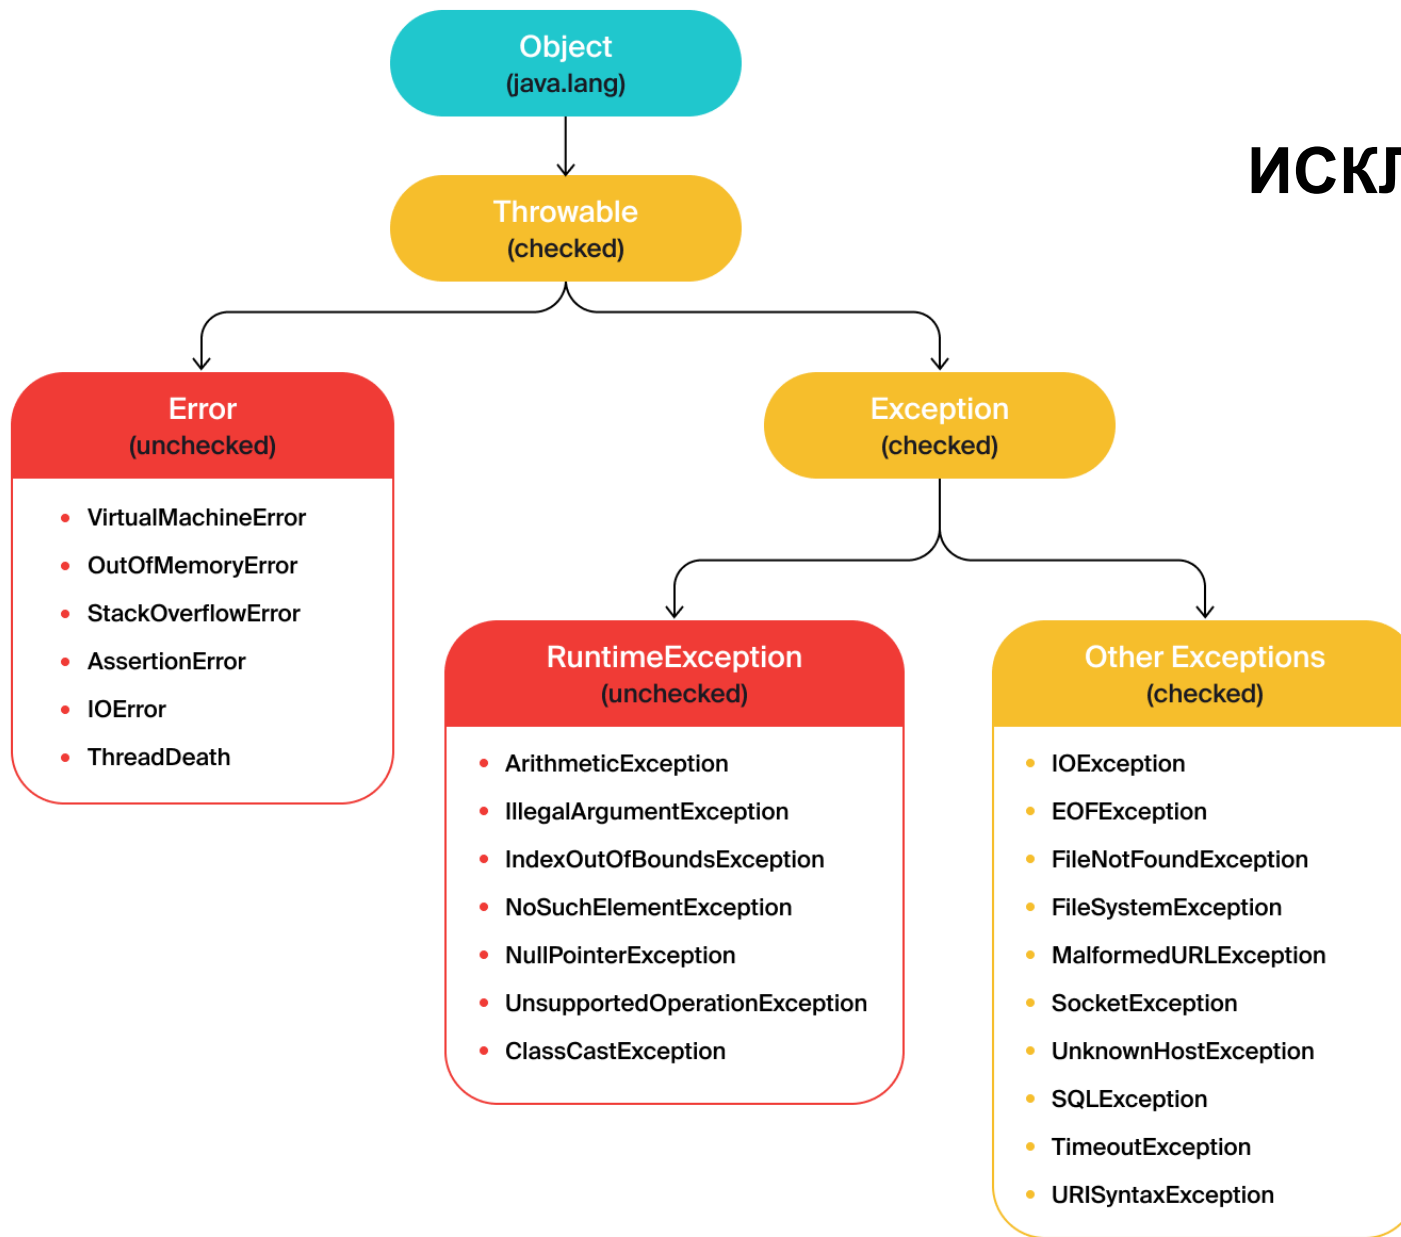 Object
(java.lang)
ИСКЛ
Throwable
(checked)
Error
(unchecked)
VirtualMachineError
OutOfMemoryError
StackOverflowError
AssertionError
IOError
ThreadDeath
Exception
(checked)
RuntimeException
(unchecked)
ArithmeticException
IllegalArgumentException
IndexOutOfBoundsException
NoSuchElementException
NullPointerException
UnsupportedOperationException
ClassCastException
Other Exceptions
(checked)
IOException
EOFException
FileNotFoundException
FileSystemException
MalformedURLException
SocketException
UnknownHostException
SQLException
TimeoutException
URISyntaxException